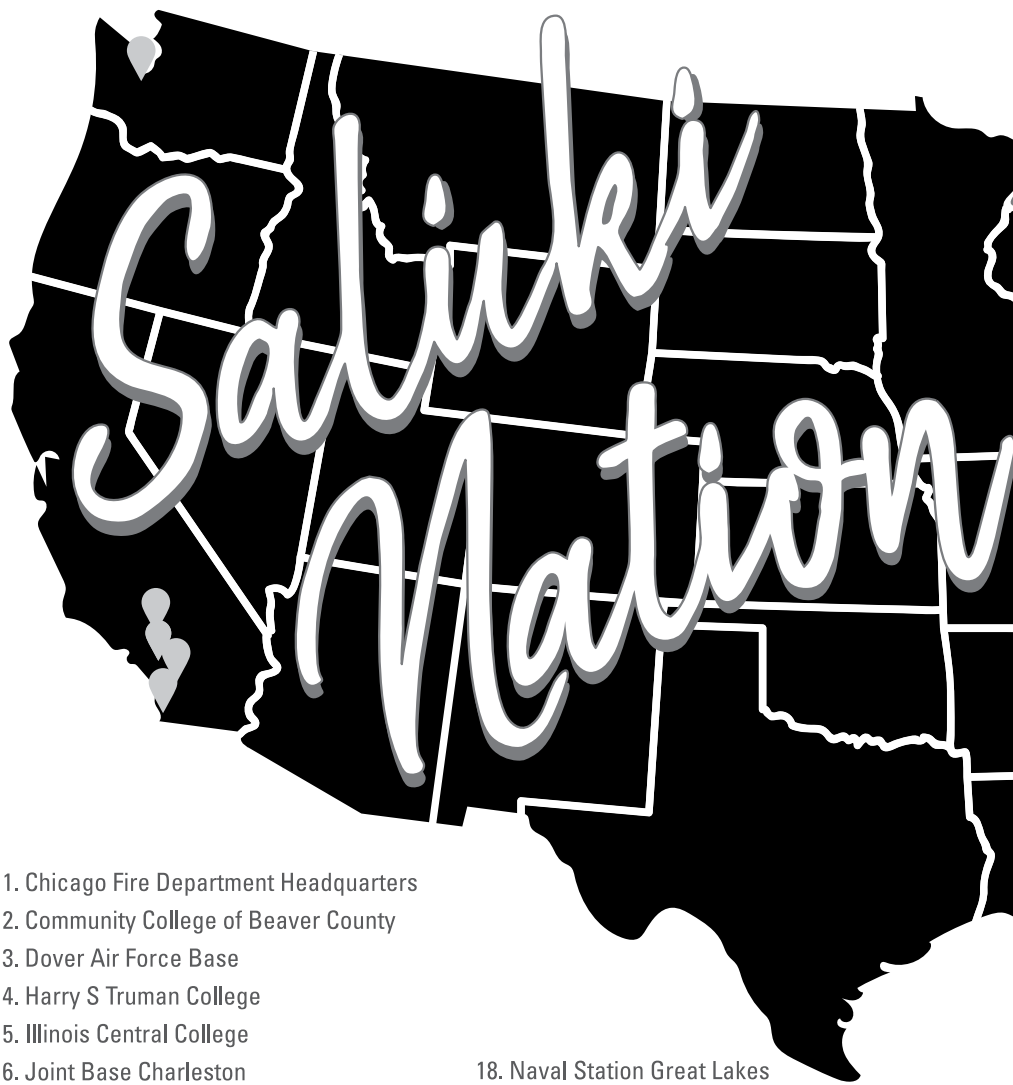 Saluki
Nation
1. Chicago Fire Department Headquarters
2. Community College of Beaver County
3. Dover Air Force Base
4. Harry S Truman College
5. Illinois Central College
6. Joint Base Charleston
18. Naval Station Great Lakes